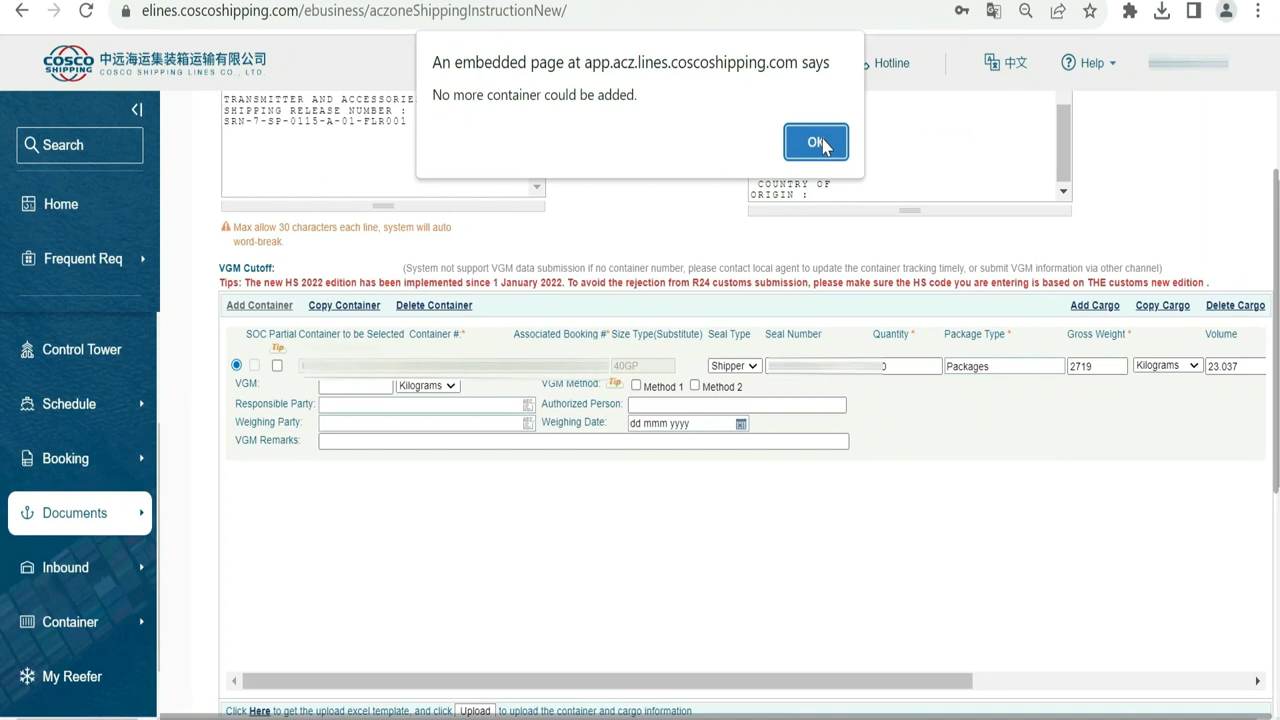 elines.coscoshipping.com/ebusiness/aczoneShippingInstructionNew/
An embedded page at app.acz.lines.coscoshipping.com says
No more container could be added.
OK
COSCO
SHIPPING
中远海运集装箱运输有限公司
COSCO SHIPPING LINES CO., LTD.
Hotline
中文
Help
Search
Home
Frequent Req
Control Tower
Schedule
Booking
Documents
Inbound
Container
My Reefer
TRANSMITTER AND ACCESSORIE
SHIPPING RELEASE NUMBER :
SRN-7-SP-0115-A-01-FLR001
COUNTRY OF
ORIGIN :
Max allow 30 characters each line, system will auto
word-break.
VGM Cutoff: (System not support VGM data submission if no container number, please contact local agent to update the container tracking timely, or submit VGM information via other channel)
Tips: The new HS 2022 edition has been implemented since 1 January 2022. To avoid the rejection from R24 customs submission, please make sure the HS code you are entering is based on THE customs new edition .
Add Container Copy Container Delete Container Add Cargo Copy Cargo Delete Cargo
SOC Partial Container to be Selected Container #:* Associated Booking #* Size Type(Substitute) Seal Type Seal Number Quantity * Package Type * Gross Weight * Volume
Tip
40GP Shipper 0 Packages 2719 Kilograms 23.037
VGM: Kilograms VGM Method: Tip Method 1 Method 2
Responsible Party: Authorized Person:
Weighing Party: Weighing Date: dd mmm yyyy
VGM Remarks:
Click Here to get the upload excel template, and click Upload to upload the container and cargo information